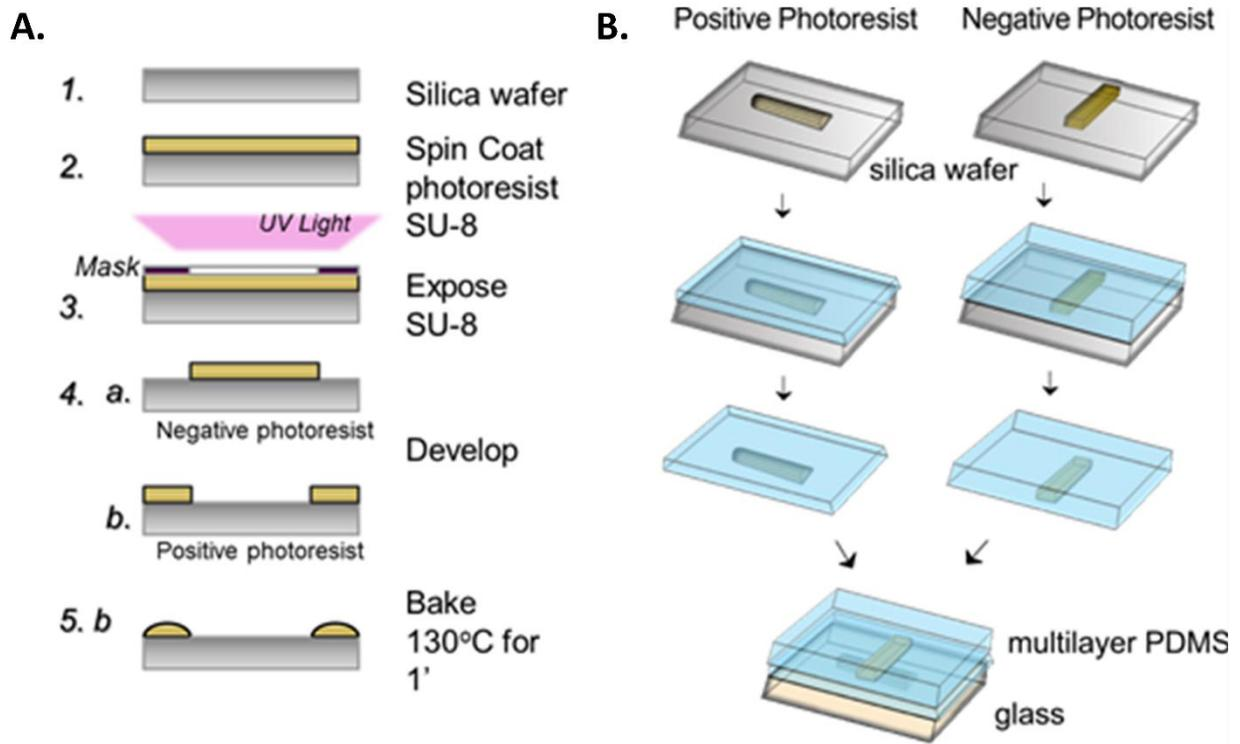 A.
1.
Silica wafer
2.
Spin Coat
photoresist
SU-8
UV Light
Mask
3.
Expose
SU-8
4. a.
Negative photoresist
Develop
b.
Positive photoresist
5. b
Bake
130ºC for
1’
B.
Positive Photoresist
Negative Photoresist
silica wafer
multilayer PDMS
glass